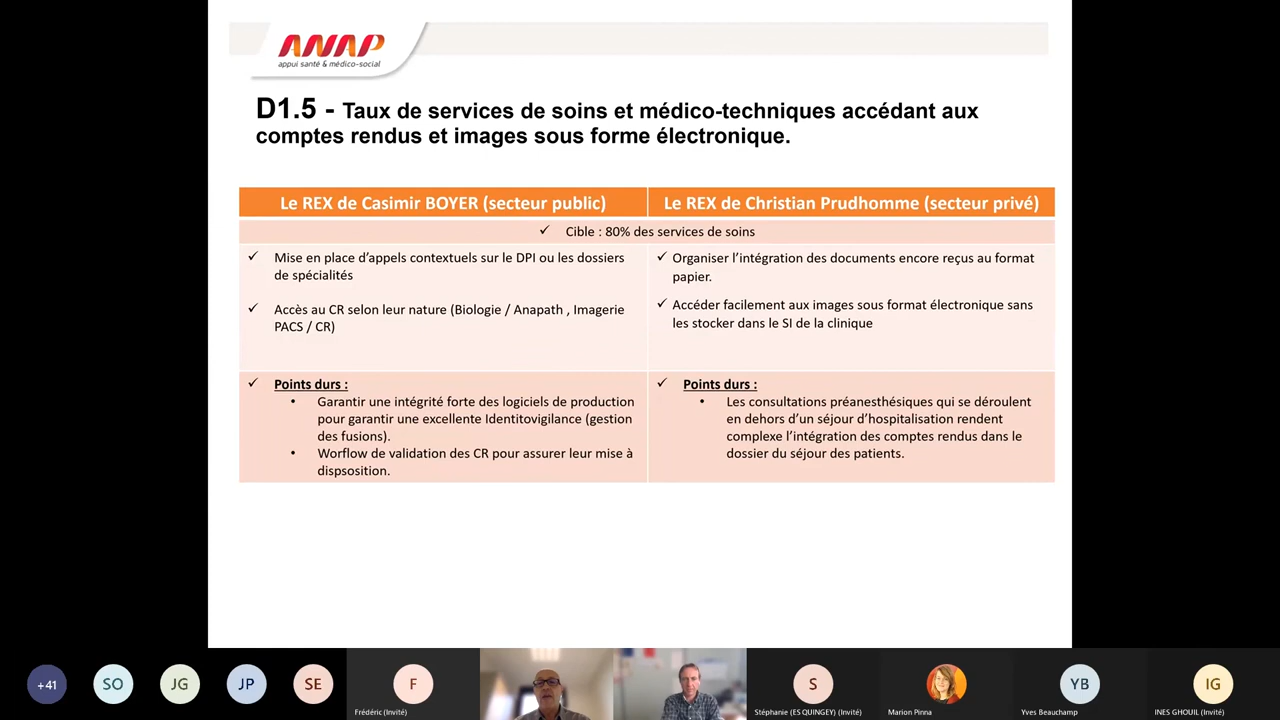 ANAP
appui santé & médico-social
D1.5 - Taux de services de soins et médico-techniques accédant aux
comptes rendus et images sous forme électronique.
Le REX de Casimir BOYER (secteur public)
Le REX de Christian Prudhomme (secteur privé)
✓ Cible : 80% des services de soins
✓ Mise en place d’appels contextuels sur le DPI ou les dossiers
de spécialités
✓ Accès au CR selon leur nature (Biologie / Anapath , Imagerie
PACS / CR)
✓ Organiser l’intégration des documents encore reçus au format
papier.
✓ Accéder facilement aux images sous format électronique sans
les stocker dans le SI de la clinique
✓ Points durs :
• Garantir une intégrité forte des logiciels de production
pour garantir une excellente Identitovigilance (gestion
des fusions).
• Worflow de validation des CR pour assurer leur mise à
dispsosition.
✓ Points durs :
• Les consultations préanesthésiques qui se déroulent
en dehors d’un séjour d’hospitalisation rendent
complexe l’intégration des comptes rendus dans le
dossier du séjour des patients.
+41
SO
JG
JP
SE
F
Frédéric (Invité)
S
Stéphanie (ES QUINGEY) (Invité)
Marion Pinna
YB
Yves Beauchamp
IG
INES GHOUIL (Invité)